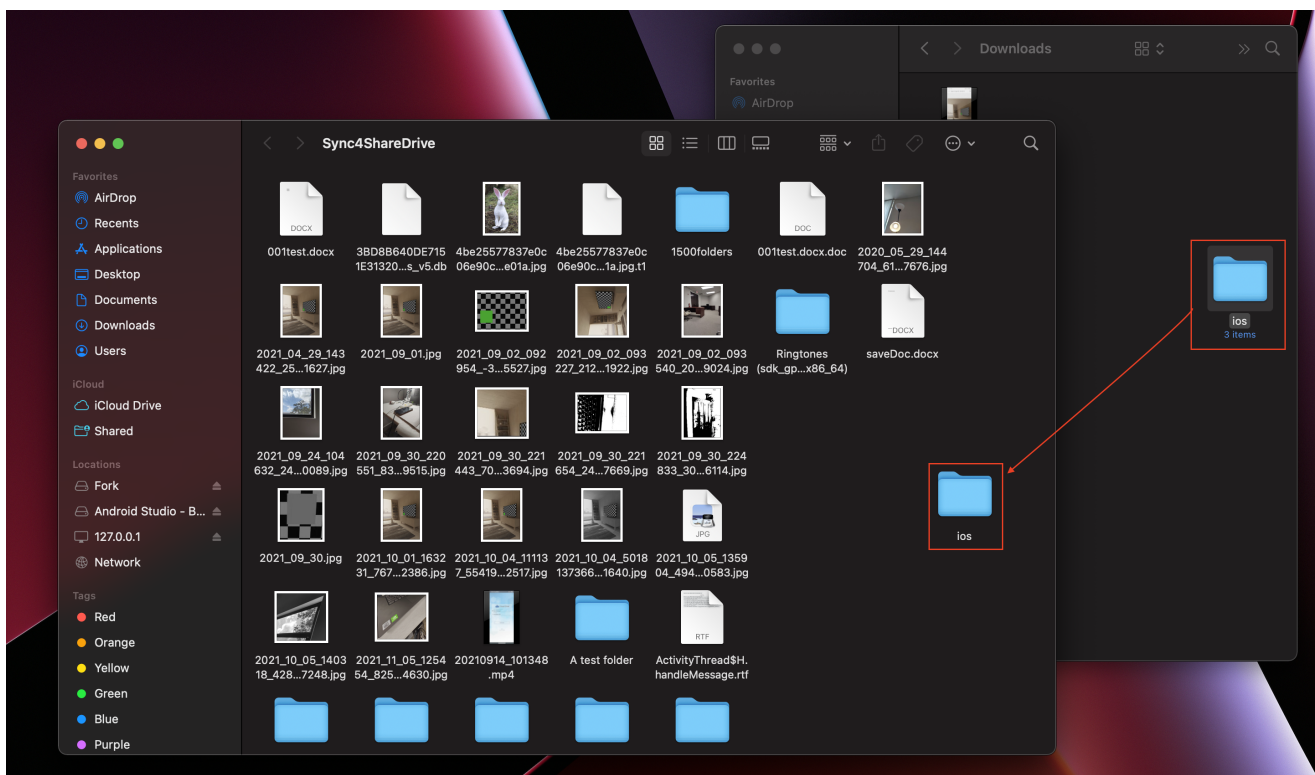 Downloads
Favorites
AirDrop
ios
3 items
Sync4ShareDrive
Favorites
AirDrop
Recents
Applications
Desktop
Documents
Downloads
Users
iCloud
iCloud Drive
Shared
Locations
Fork
Android Studio - B...
127.0.0.1
Network
Tags
Red
Orange
Yellow
Green
Blue
Purple
DOCX
DOC
001test.docx
3BD8B640DE715
1E31320...s_v5.db
4be25577837e0c
06e90c...e01a.jpg
4be25577837e0c
06e90c...1a.jpg.t1
1500folders
001test.docx.doc
2020_05_29_144
704_61...7676.jpg
DOCX
2021_04_29_143
422_25...1627.jpg
2021_09_01.jpg
2021_09_02_092
954_-3...5527.jpg
2021_09_02_093
227_212...1922.jpg
2021_09_02_093
540_20...9024.jpg
Ringtones
(sdk_gp...x86_64)
saveDoc.docx
2021_09_24_104
632_24...0089.jpg
2021_09_30_220
551_83...9515.jpg
2021_09_30_221
443_70...3694.jpg
2021_09_30_221
654_24...7669.jpg
2021_09_30_224
833_30...6114.jpg
ios
JPG
2021_09_30.jpg
2021_10_01_1632
31_767...2386.jpg
2021_10_04_11113
7_55419...2517.jpg
2021_10_04_5018
137366...1640.jpg
2021_10_05_1359
04_494...0583.jpg
RTF
2021_10_05_1403
18_428...7248.jpg
2021_11_05_1254
54_825...4630.jpg
20210914_101348
.mp4
A test folder
ActivityThread$H.
handleMessage.rtf